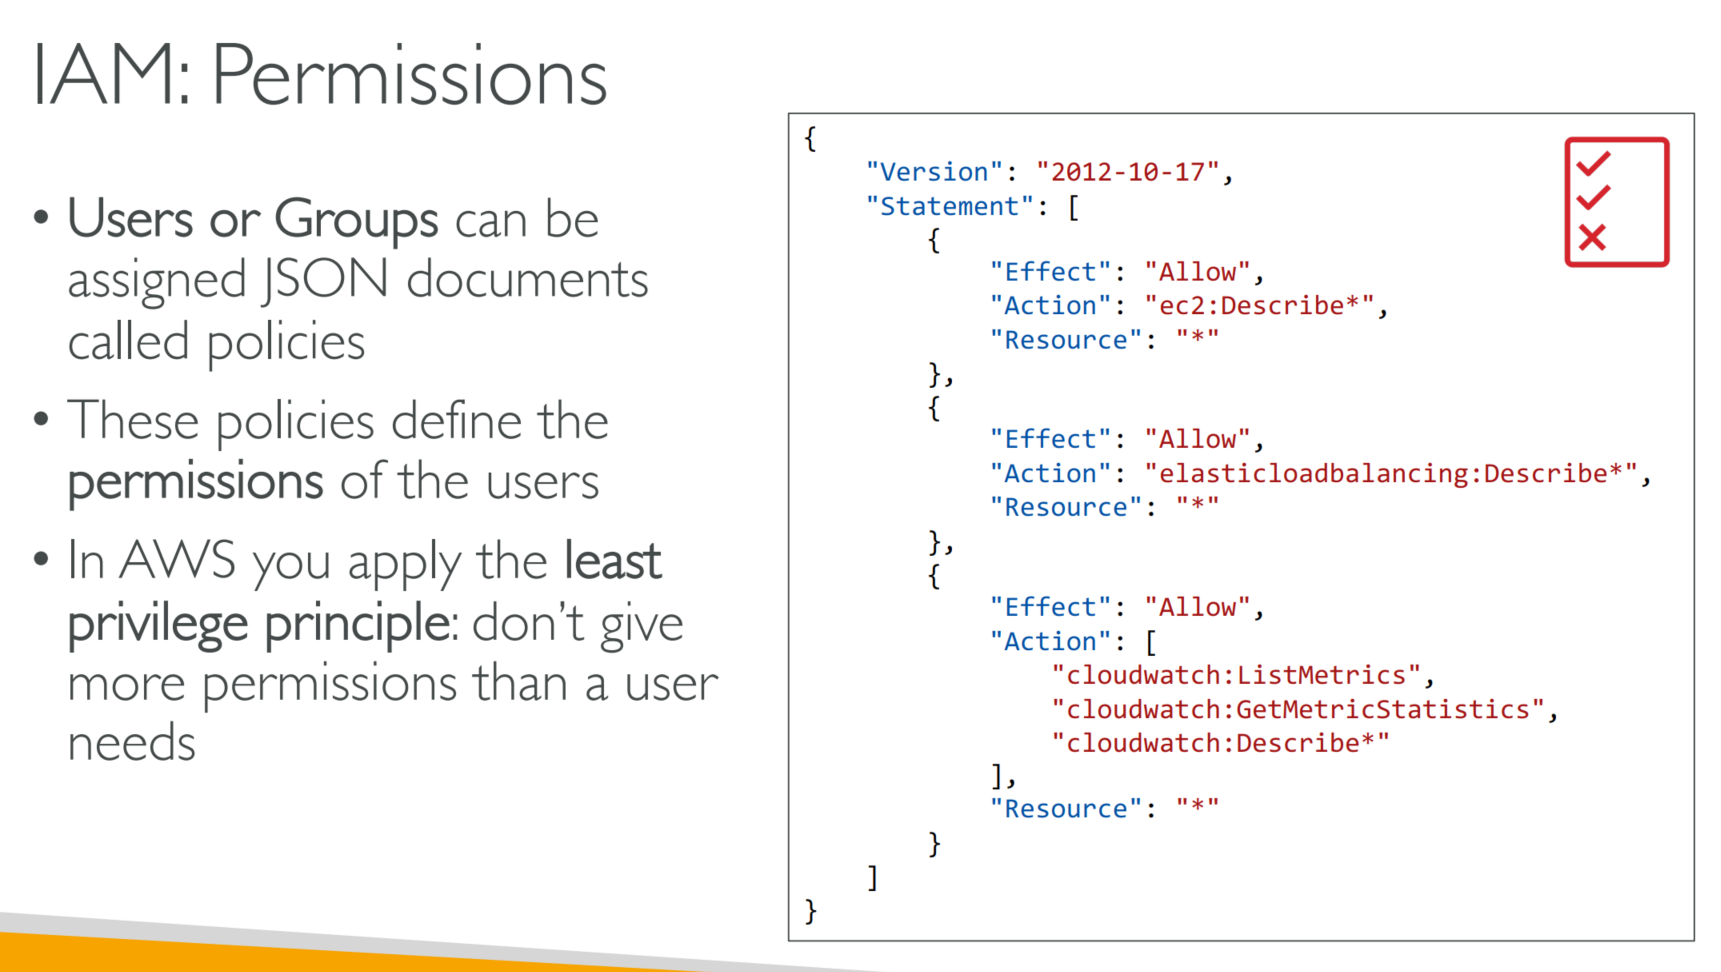 IAM: Permissions
• Users or Groups can be
assigned JSON documents
called policies
• These policies define the
permissions of the users
• In AWS you apply the least
privilege principle: don’t give
more permissions than a user
needs
{
"Version": "2012-10-17",
"Statement": [
{
"Effect": "Allow",
"Action": "ec2:Describe*",
"Resource": "*"
},
{
"Effect": "Allow",
"Action": "elasticloadbalancing:Describe*",
"Resource": "*"
},
{
"Effect": "Allow",
"Action": [
"cloudwatch:ListMetrics",
"cloudwatch:GetMetricStatistics",
"cloudwatch:Describe*"
],
"Resource": "*"
}
]
}